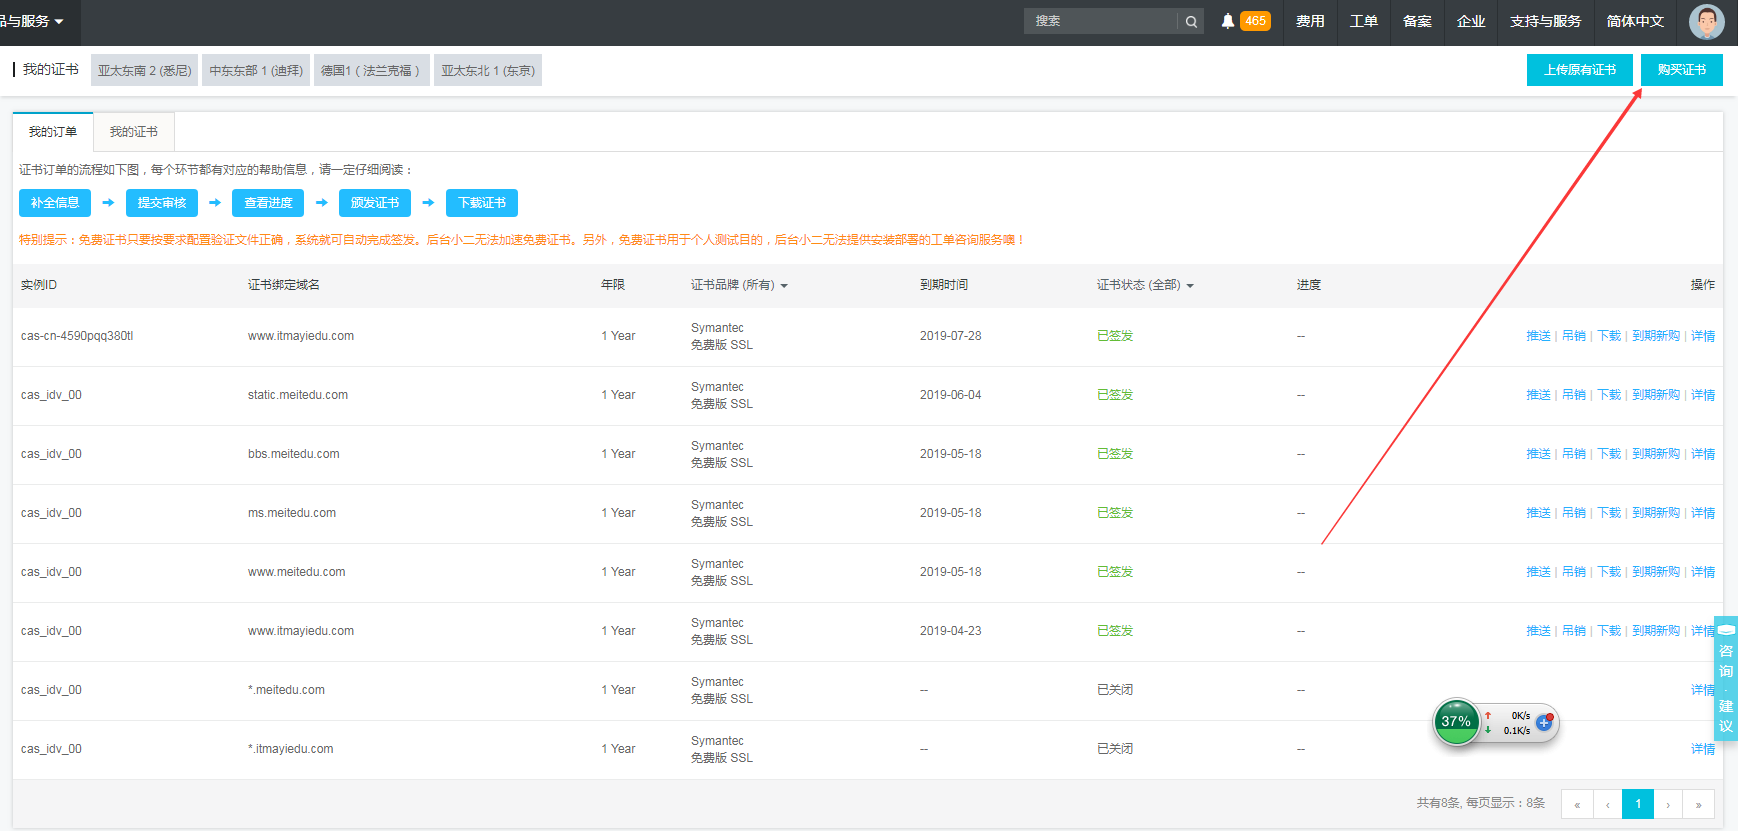 品与服务
搜索
465
费用
工单
备案
企业
支持与服务
简体中文
我的证书
亚太东南 2 (悉尼)
中东东部 1 (迪拜)
德国1 ( 法兰克福 )
亚太东北 1 (东京)
上传原有证书
购买证书
我的订单
我的证书
证书订单的流程如下图，每个环节都有对应的帮助信息，请一定仔细阅读：
补全信息
提交审核
查看进度
颁发证书
下载证书
特别提示：免费证书只要按要求配置验证文件正确，系统就可自动完成签发。后台小二无法加速免费证书。另外，免费证书用于个人测试目的，后台小二无法提供安装部署的工单咨询服务噢！
实例ID 证书绑定域名 年限 证书品牌 (所有) 到期时间 证书状态 (全部) 进度 操作
cas-cn-4590pqq380tl www.itmayiedu.com 1 Year Symantec 免费版 SSL 2019-07-28 已签发 -- 推送 | 吊销 | 下载 | 到期新购 | 详情
cas_idv_00 static.meitedu.com 1 Year Symantec 免费版 SSL 2019-06-04 已签发 -- 推送 | 吊销 | 下载 | 到期新购 | 详情
cas_idv_00 bbs.meitedu.com 1 Year Symantec 免费版 SSL 2019-05-18 已签发 -- 推送 | 吊销 | 下载 | 到期新购 | 详情
cas_idv_00 ms.meitedu.com 1 Year Symantec 免费版 SSL 2019-05-18 已签发 -- 推送 | 吊销 | 下载 | 到期新购 | 详情
cas_idv_00 www.meitedu.com 1 Year Symantec 免费版 SSL 2019-05-18 已签发 -- 推送 | 吊销 | 下载 | 到期新购 | 详情
cas_idv_00 www.itmayiedu.com 1 Year Symantec 免费版 SSL 2019-04-23 已签发 -- 推送 | 吊销 | 下载 | 到期新购 | 详情
cas_idv_00 *.meitedu.com 1 Year Symantec 免费版 SSL -- 已关闭 -- 详情
cas_idv_00 *.itmayiedu.com 1 Year Symantec 免费版 SSL -- 已关闭 -- 详情
咨询·建议
37%
0K/s
0.1K/s
共有8条, 每页显示：8条
« ‹ 1 › »